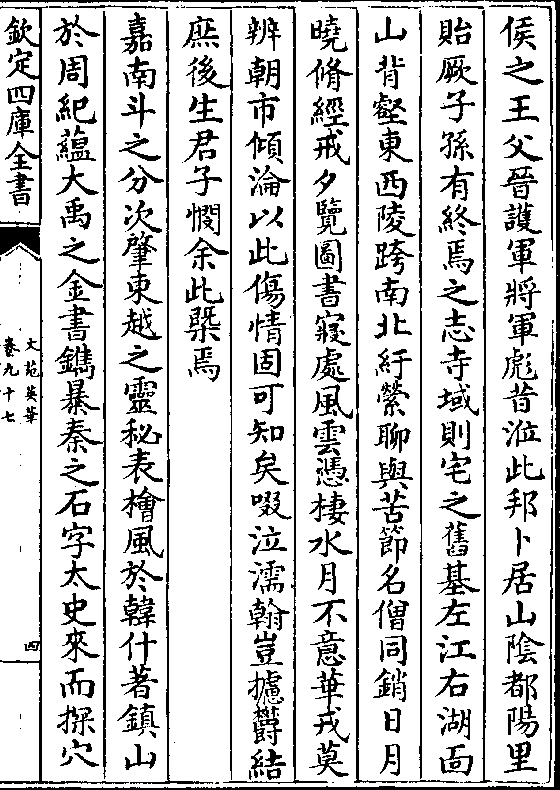 侯之王父晉護軍將軍彪昔涖此邦卜居山陰都陽里
貽厥子孫有終焉之志寺域則宅之舊基左江右湖靣
山背壑東西陵跨南北紆縈聊與苦節名僧同銷日月
曉脩經戒夕覽圖書寢處風雲憑棲水月不意華戎莫
辨朝市傾淪以此傷情固可知矣啜泣濡翰豈攄鬱結
庶後生君子憫余此槩焉
嘉南斗之分次肇東越之靈秘表檜風於韓什著鎮山
於周紀蘊大禹之金書鐫暴秦之石字太史來而探穴
欽定四庫全書
文苑英華
卷九十七
四